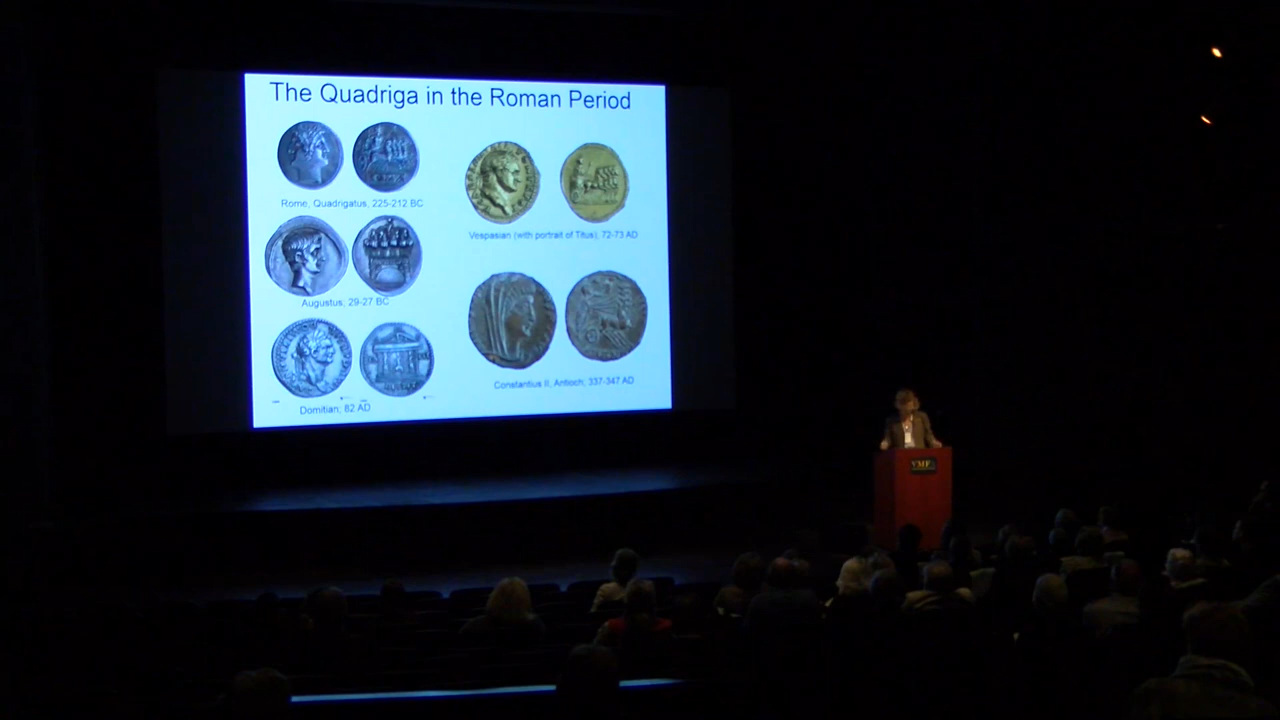 The Quadriga in the Roman Period
Rome, Quadrigatus, 225-212 BC
Augustus; 29-27 BC
Domitian; 82 AD
Vespasian (with portrait of Titus), 72-73 AD
Constantius II, Antioch; 337-347 AD
VMFA